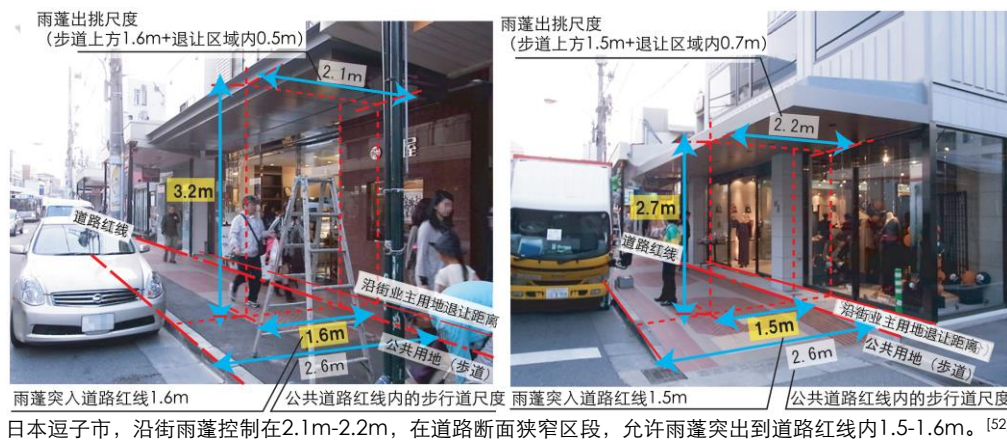 雨蓬出挑尺度
（步道上方1.6m+退让区域内0.5m）
2.1m
3.2m
道路红线
沿街业主用地退让距离
1.6m
公共用地（步道）
2.6m
雨蓬突入道路红线1.6m
公共道路红线内的步行道尺度
雨蓬出挑尺度
（步道上方1.5m+退让区域内0.7m）
2.2m
2.7m
道路红线
沿街业主用地退让距离
1.5m
公共用地（步道）
2.6m
雨蓬突入道路红线1.5m
公共道路红线内的步行道尺度
日本逗子市，沿街雨蓬控制在2.1m-2.2m，在道路断面狭窄区段，允许雨蓬突出到道路红线内1.5-1.6m。[5]